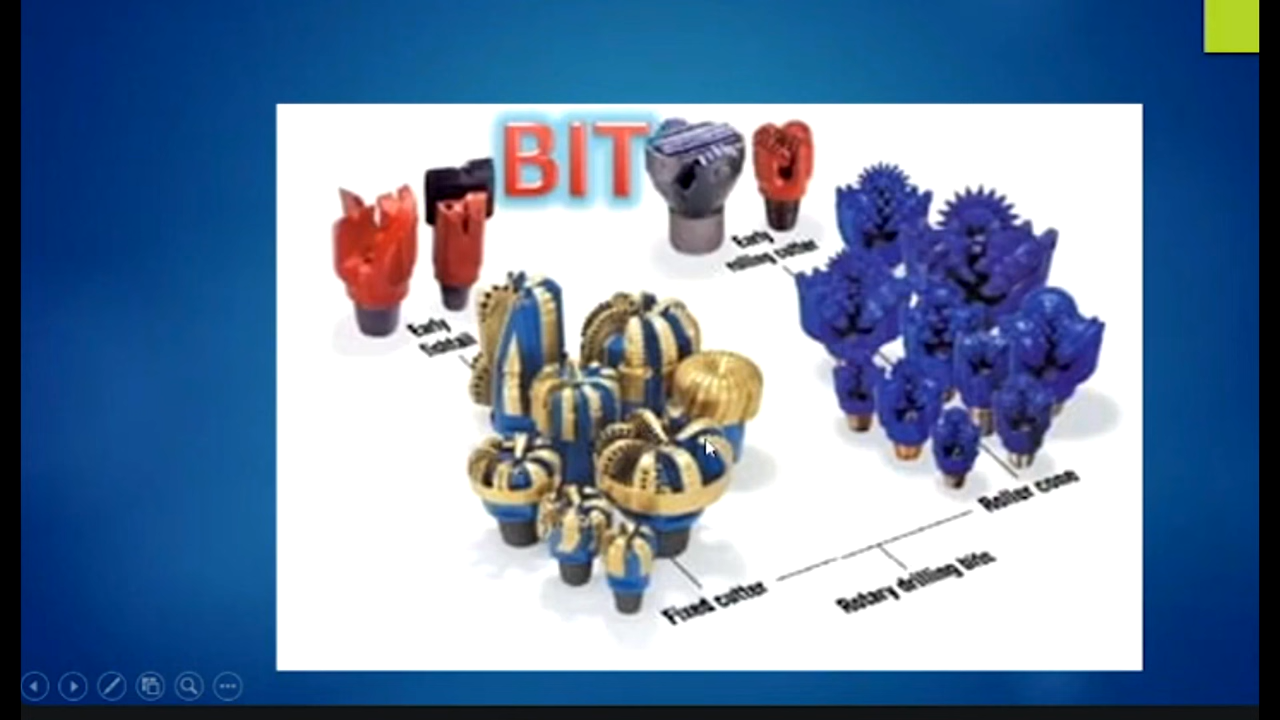 BIT
Early
rolling cutter
Early
fishtail
Roller cone
Fixed cutter
Rotary drilling bits